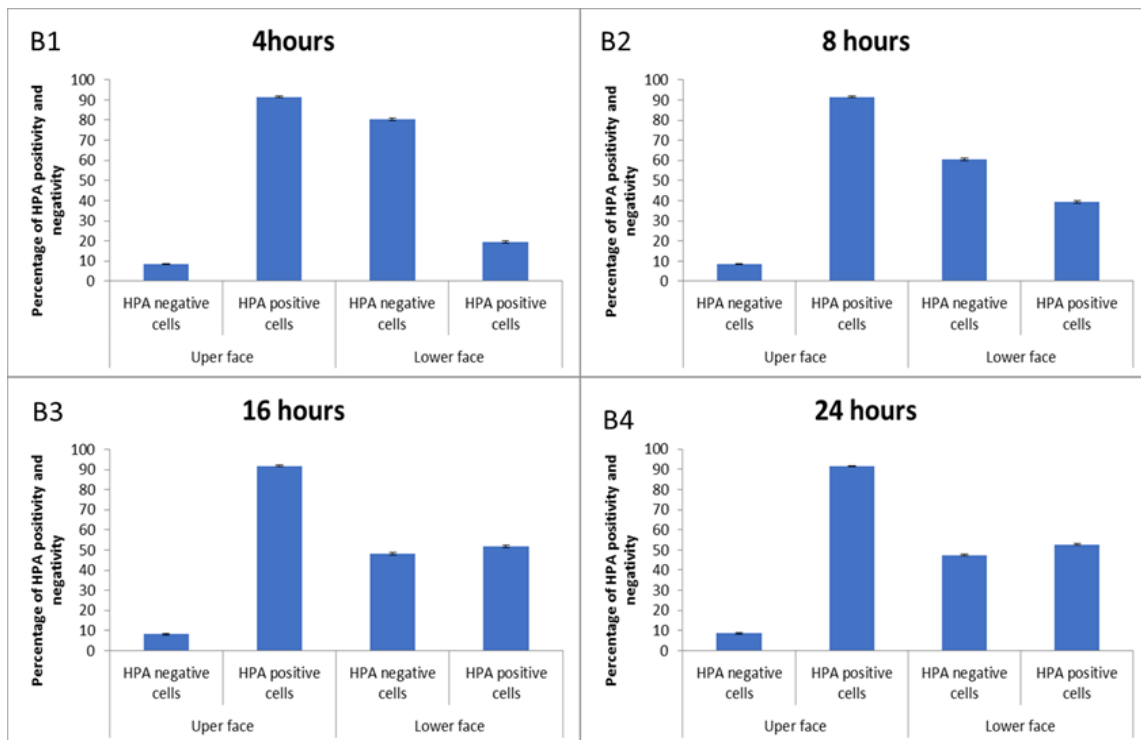 B1
4hours
Percentage of HPA positivity and
negativity
100
90
80
70
60
50
40
30
20
10
0
HPA negative
cells
HPA positive
cells
HPA negative
cells
HPA positive
cells
Uper face
Lower face
B2
8 hours
Percentage of HPA positivity and
negativity
100
90
80
70
60
50
40
30
20
10
0
HPA negative
cells
HPA positive
cells
HPA negative
cells
HPA positive
cells
Uper face
Lower face
B3
16 hours
Percentage of HPA positivity and
negativity
100
90
80
70
60
50
40
30
20
10
0
HPA negative
cells
HPA positive
cells
HPA negative
cells
HPA positive
cells
Uper face
Lower face
B4
24 hours
Percentage of HPA positivity and
negativity
100
90
80
70
60
50
40
30
20
10
0
HPA negative
cells
HPA positive
cells
HPA negative
cells
HPA positive
cells
Uper face
Lower face